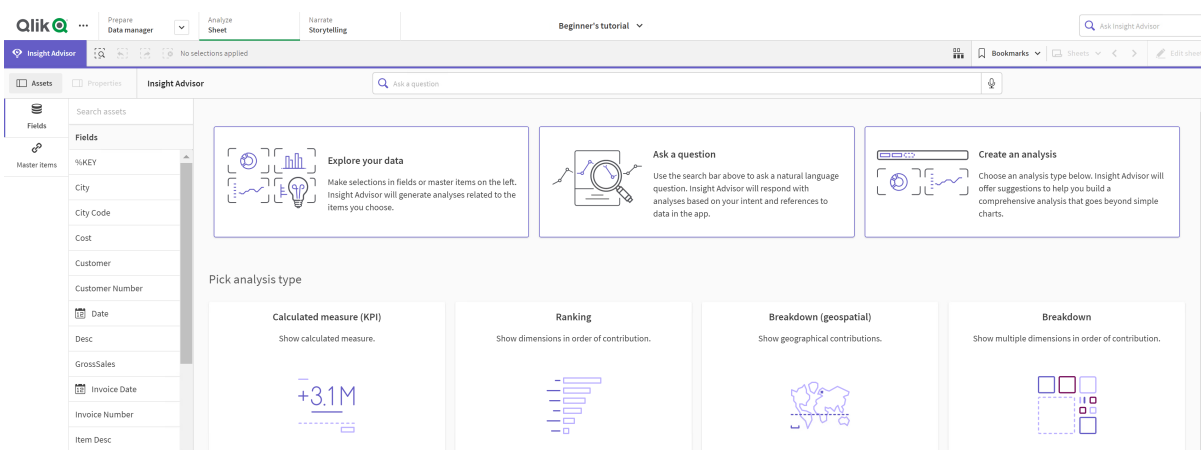 Qlik
Prepare
Data manager
Analyze
Sheet
Narrate
Storytelling
Beginner's tutorial
Ask Insight Advisor
Insight Advisor
No selections applied
Bookmarks
Sheets
Edit sheet
Assets
Properties
Insight Advisor
Ask a question
Fields
Master items
Search assets
Fields
%KEY
City
City Code
Cost
Customer
Customer Number
Date
Desc
GrossSales
Invoice Date
Invoice Number
Item Desc
Explore your data
Make selections in fields or master items on the left.
Insight Advisor will generate analyses related to the
items you choose.
Ask a question
Use the search bar above to ask a natural language
question. Insight Advisor will respond with
analyses based on your intent and references to
data in the app.
Create an analysis
Choose an analysis type below. Insight Advisor will
offer suggestions to help you build a
comprehensive analysis that goes beyond simple
charts.
Pick analysis type
Calculated measure (KPI)
Show calculated measure.
+3.1M
Ranking
Show dimensions in order of contribution.
Breakdown (geospatial)
Show geographical contributions.
Breakdown
Show multiple dimensions in order of contribution.